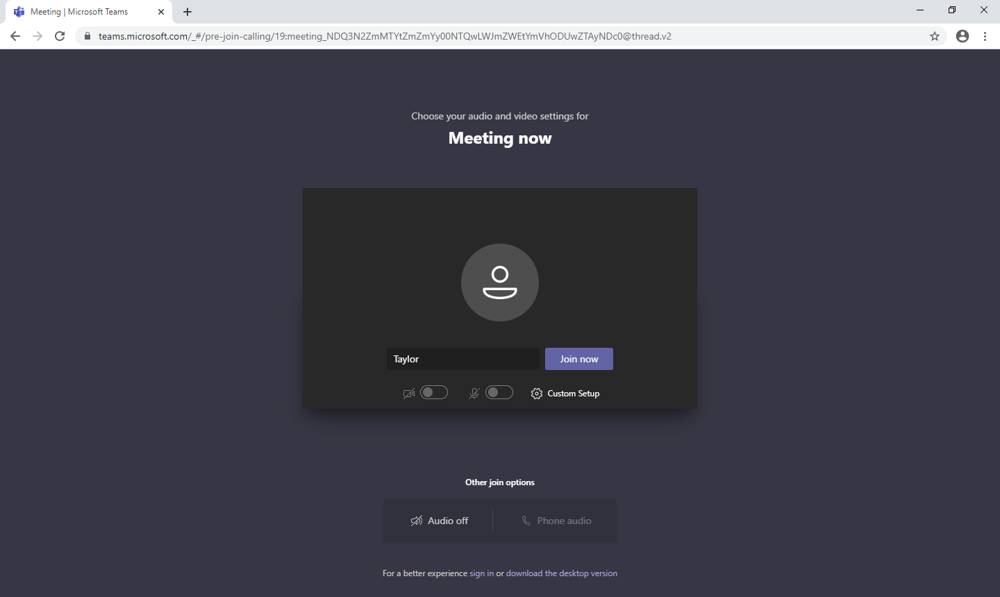 Meeting | Microsoft Teams
teams.microsoft.com/_#/pre-join-calling/19:meeting_NDQ3N2ZmMTYtZmZmYy00NTQwLWJmZWEtYmVhODUwZTAyNDc0@thread.v2
Choose your audio and video settings for
Meeting now
Taylor
Join now
Custom Setup
Other join options
Audio off
Phone audio
For a better experience sign in or download the desktop version